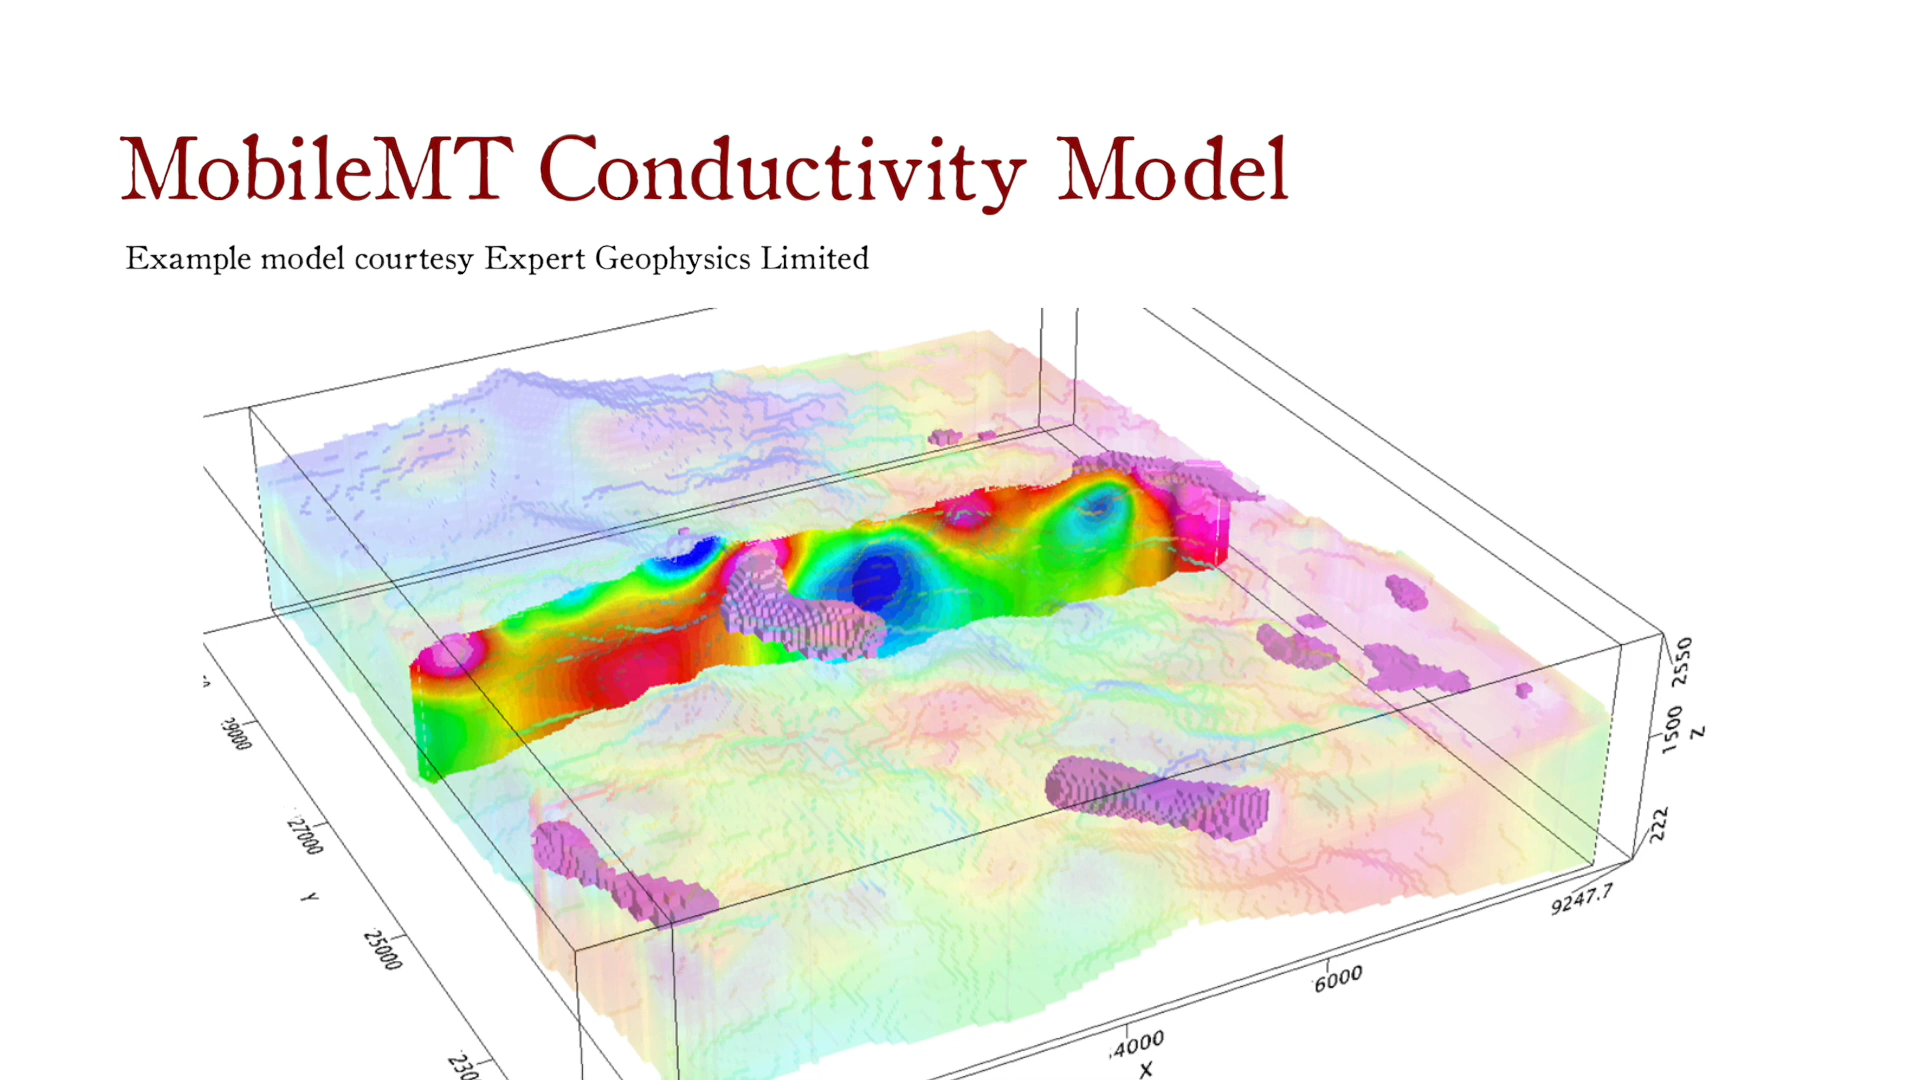 MobileMT Conductivity Model
Example model courtesy Expert Geophysics Limited
2550
1500
Z
222
9247.7
6000
4000
X
29000
27000
Y
25000